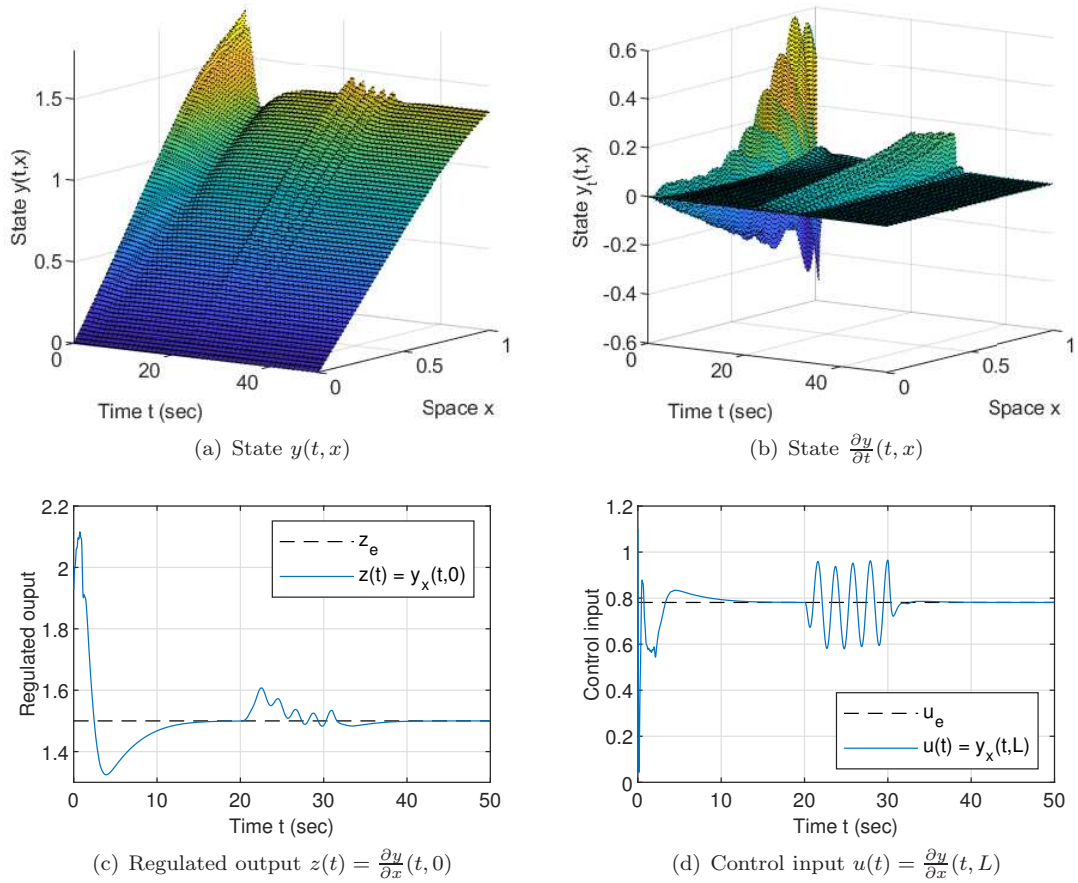 State y(t,x)
1.5
1
0.5
0
0
20
40
0
0.5
1
Time t (sec)
Space x
(a) State y(t, x)
State y_t(t,x)
0.6
0.4
0.2
0
-0.2
-0.4
-0.6
0
20
40
0
0.5
1
Time t (sec)
Space x
(b) State ∂y/∂t (t, x)
Regulated ouput
2.2
2
1.8
1.6
1.4
0
10
20
30
40
50
z_e
z(t) = y_x(t,0)
Time t (sec)
(c) Regulated output z(t) = ∂y/∂x (t, 0)
Control input
1.2
1
0.8
0.6
0.4
0.2
0
0
10
20
30
40
50
u_e
u(t) = y_x(t,L)
Time t (sec)
(d) Control input u(t) = ∂y/∂x (t, L)